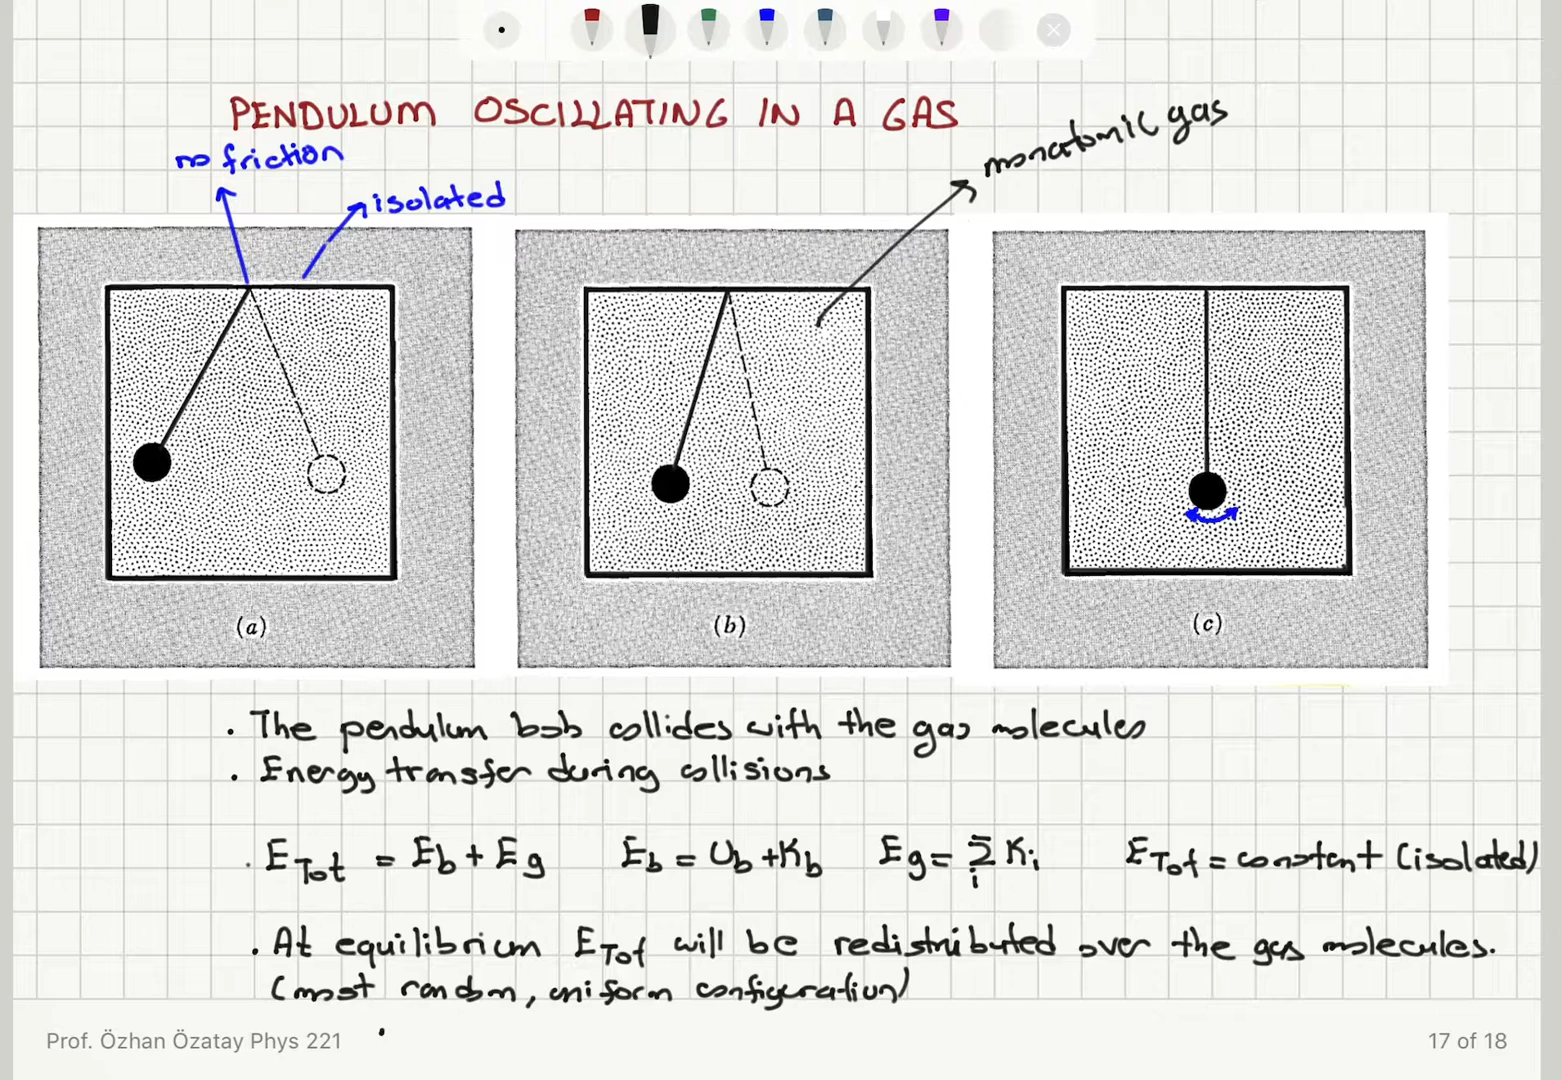 PENDULUM OSCILLATING IN A GAS
no friction
isolated
monatomic gas
(a)
(b)
(c)
. The pendulum bob collides with the gas molecules
. Energy transfer during collisions
. E_Tot = E_b + E_g   E_b = U_b + K_b   E_g = Σ_i K_i   E_Tot = constant (isolated)
. At equilibrium E_Tot will be redistributed over the gas molecules.
(most random, uniform configuration)
Prof. Özhan Özatay Phys 221
17 of 18